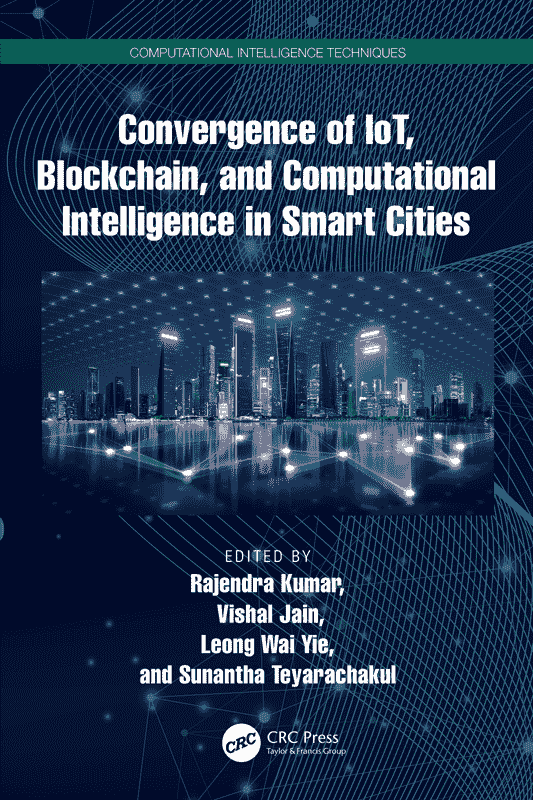 COMPUTATIONAL INTELLIGENCE TECHNIQUES
Convergence of IoT,
Blockchain, and Computational
Intelligence in Smart Cities
EDITED BY
Rajendra Kumar,
Vishal Jain,
Leong Wai Yie,
and Sunantha Teyarachakul
CRC CRC Press
Taylor & Francis Group